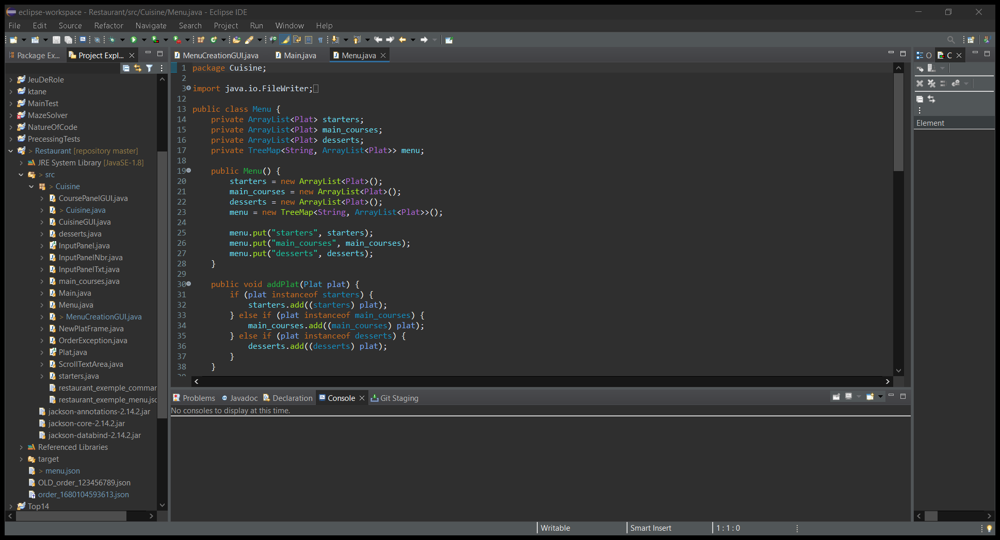 eclipse-workspace - Restaurant/src/Cuisine/Menu.java - Eclipse IDE
File Edit Source Refactor Navigate Search Project Run Window Help
Package Ex... Project Expl...
JeuDeRole
ktane
MainTest
MazeSolver
NatureOfCode
PrecessingTests
> Restaurant [repository master]
JRE System Library [JavaSE-1.8]
> src
> Cuisine
CoursePanelGUI.java
> Cuisine.java
CuisineGUI.java
desserts.java
InputPanel.java
InputPanelNbr.java
InputPanelTxt.java
main_courses.java
Main.java
Menu.java
> MenuCreationGUI.java
NewPlatFrame.java
OrderException.java
Plat.java
ScrollTextArea.java
starters.java
restaurant_exemple_commar
restaurant_exemple_menu.jsc
jackson-annotations-2.14.2.jar
jackson-core-2.14.2.jar
jackson-databind-2.14.2.jar
Referenced Libraries
target
> menu.json
OLD_order_123456789.json
order_1680104593613.json
Top14
MenuCreationGUI.java Main.java Menu.java
1 package Cuisine;
2
3 import java.io.FileWriter;
12
13 public class Menu {
14 private ArrayList<Plat> starters;
15 private ArrayList<Plat> main_courses;
16 private ArrayList<Plat> desserts;
17 private TreeMap<String, ArrayList<Plat>> menu;
18
19 public Menu() {
20 starters = new ArrayList<Plat>();
21 main_courses = new ArrayList<Plat>();
22 desserts = new ArrayList<Plat>();
23 menu = new TreeMap<String, ArrayList<Plat>>();
24
25 menu.put("starters", starters);
26 menu.put("main_courses", main_courses);
27 menu.put("desserts", desserts);
28 }
29
30 public void addPlat(Plat plat) {
31 if (plat instanceof starters) {
32 starters.add((starters) plat);
33 } else if (plat instanceof main_courses) {
34 main_courses.add((main_courses) plat);
35 } else if (plat instanceof desserts) {
36 desserts.add((desserts) plat);
37 }
38 }
Problems @ Javadoc Declaration Console Git Staging
No consoles to display at this time.
O C
Element
Writable Smart Insert 1 : 1 : 0